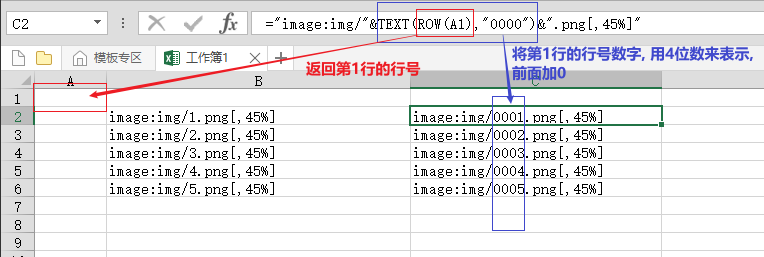 C2 fx ="image:img/"&TEXT(ROW(A1),"0000")&".png[,45%]"
模板专区 工作簿1
返回第1行的行号
将第1行的行号数字, 用4位数来表示,
前面加0
A B C
1
2 image:img/1.png[,45%] image:img/0001.png[,45%]
3 image:img/2.png[,45%] image:img/0002.png[,45%]
4 image:img/3.png[,45%] image:img/0003.png[,45%]
5 image:img/4.png[,45%] image:img/0004.png[,45%]
6 image:img/5.png[,45%] image:img/0005.png[,45%]
7
8
9